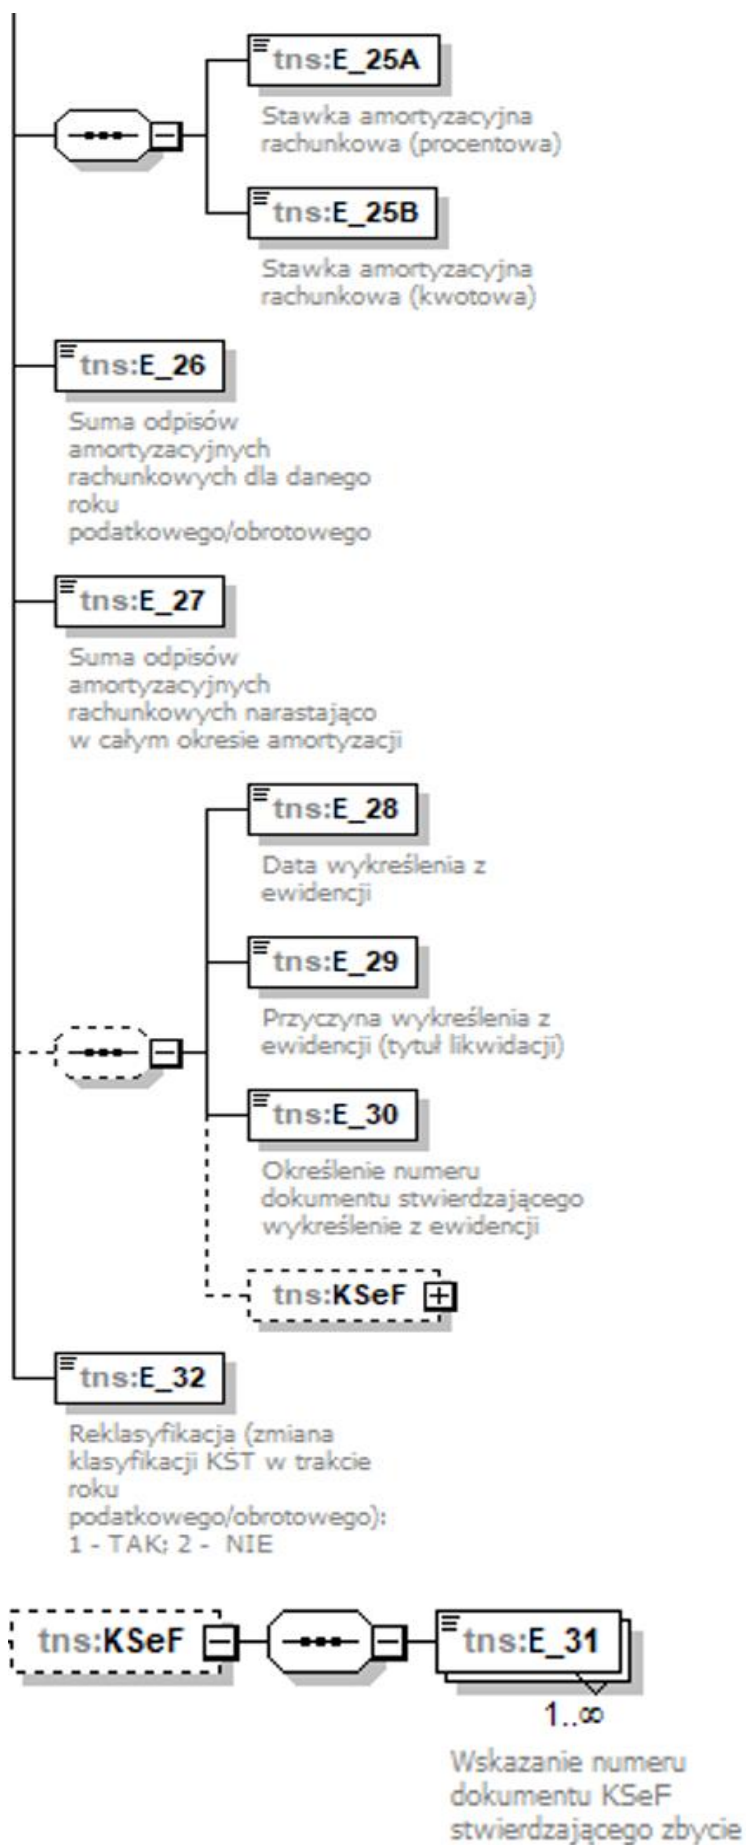 tns:E_25A
Stawka amortyzacyjna
rachunkowa (procentowa)
tns:E_25B
Stawka amortyzacyjna
rachunkowa (kwotowa)
tns:E_26
Suma odpisów
amortyzacyjnych
rachunkowych dla danego
roku
podatkowego/obrotowego
tns:E_27
Suma odpisów
amortyzacyjnych
rachunkowych narastająco
w całym okresie amortyzacji
tns:E_28
Data wykreślenia z
ewidencji
tns:E_29
Przyczyna wykreślenia z
ewidencji (tytuł likwidacji)
tns:E_30
Określenie numeru
dokumentu stwierdzającego
wykreślenie z ewidencji
tns:KSeF
tns:E_32
Reklasyfikacja (zmiana
klasyfikacji KŚT w trakcie
roku
podatkowego/obrotowego):
1 - TAK; 2 - NIE
tns:KSeF
tns:E_31
1..∞
Wskazanie numeru
dokumentu KSeF
stwierdzającego zbycie